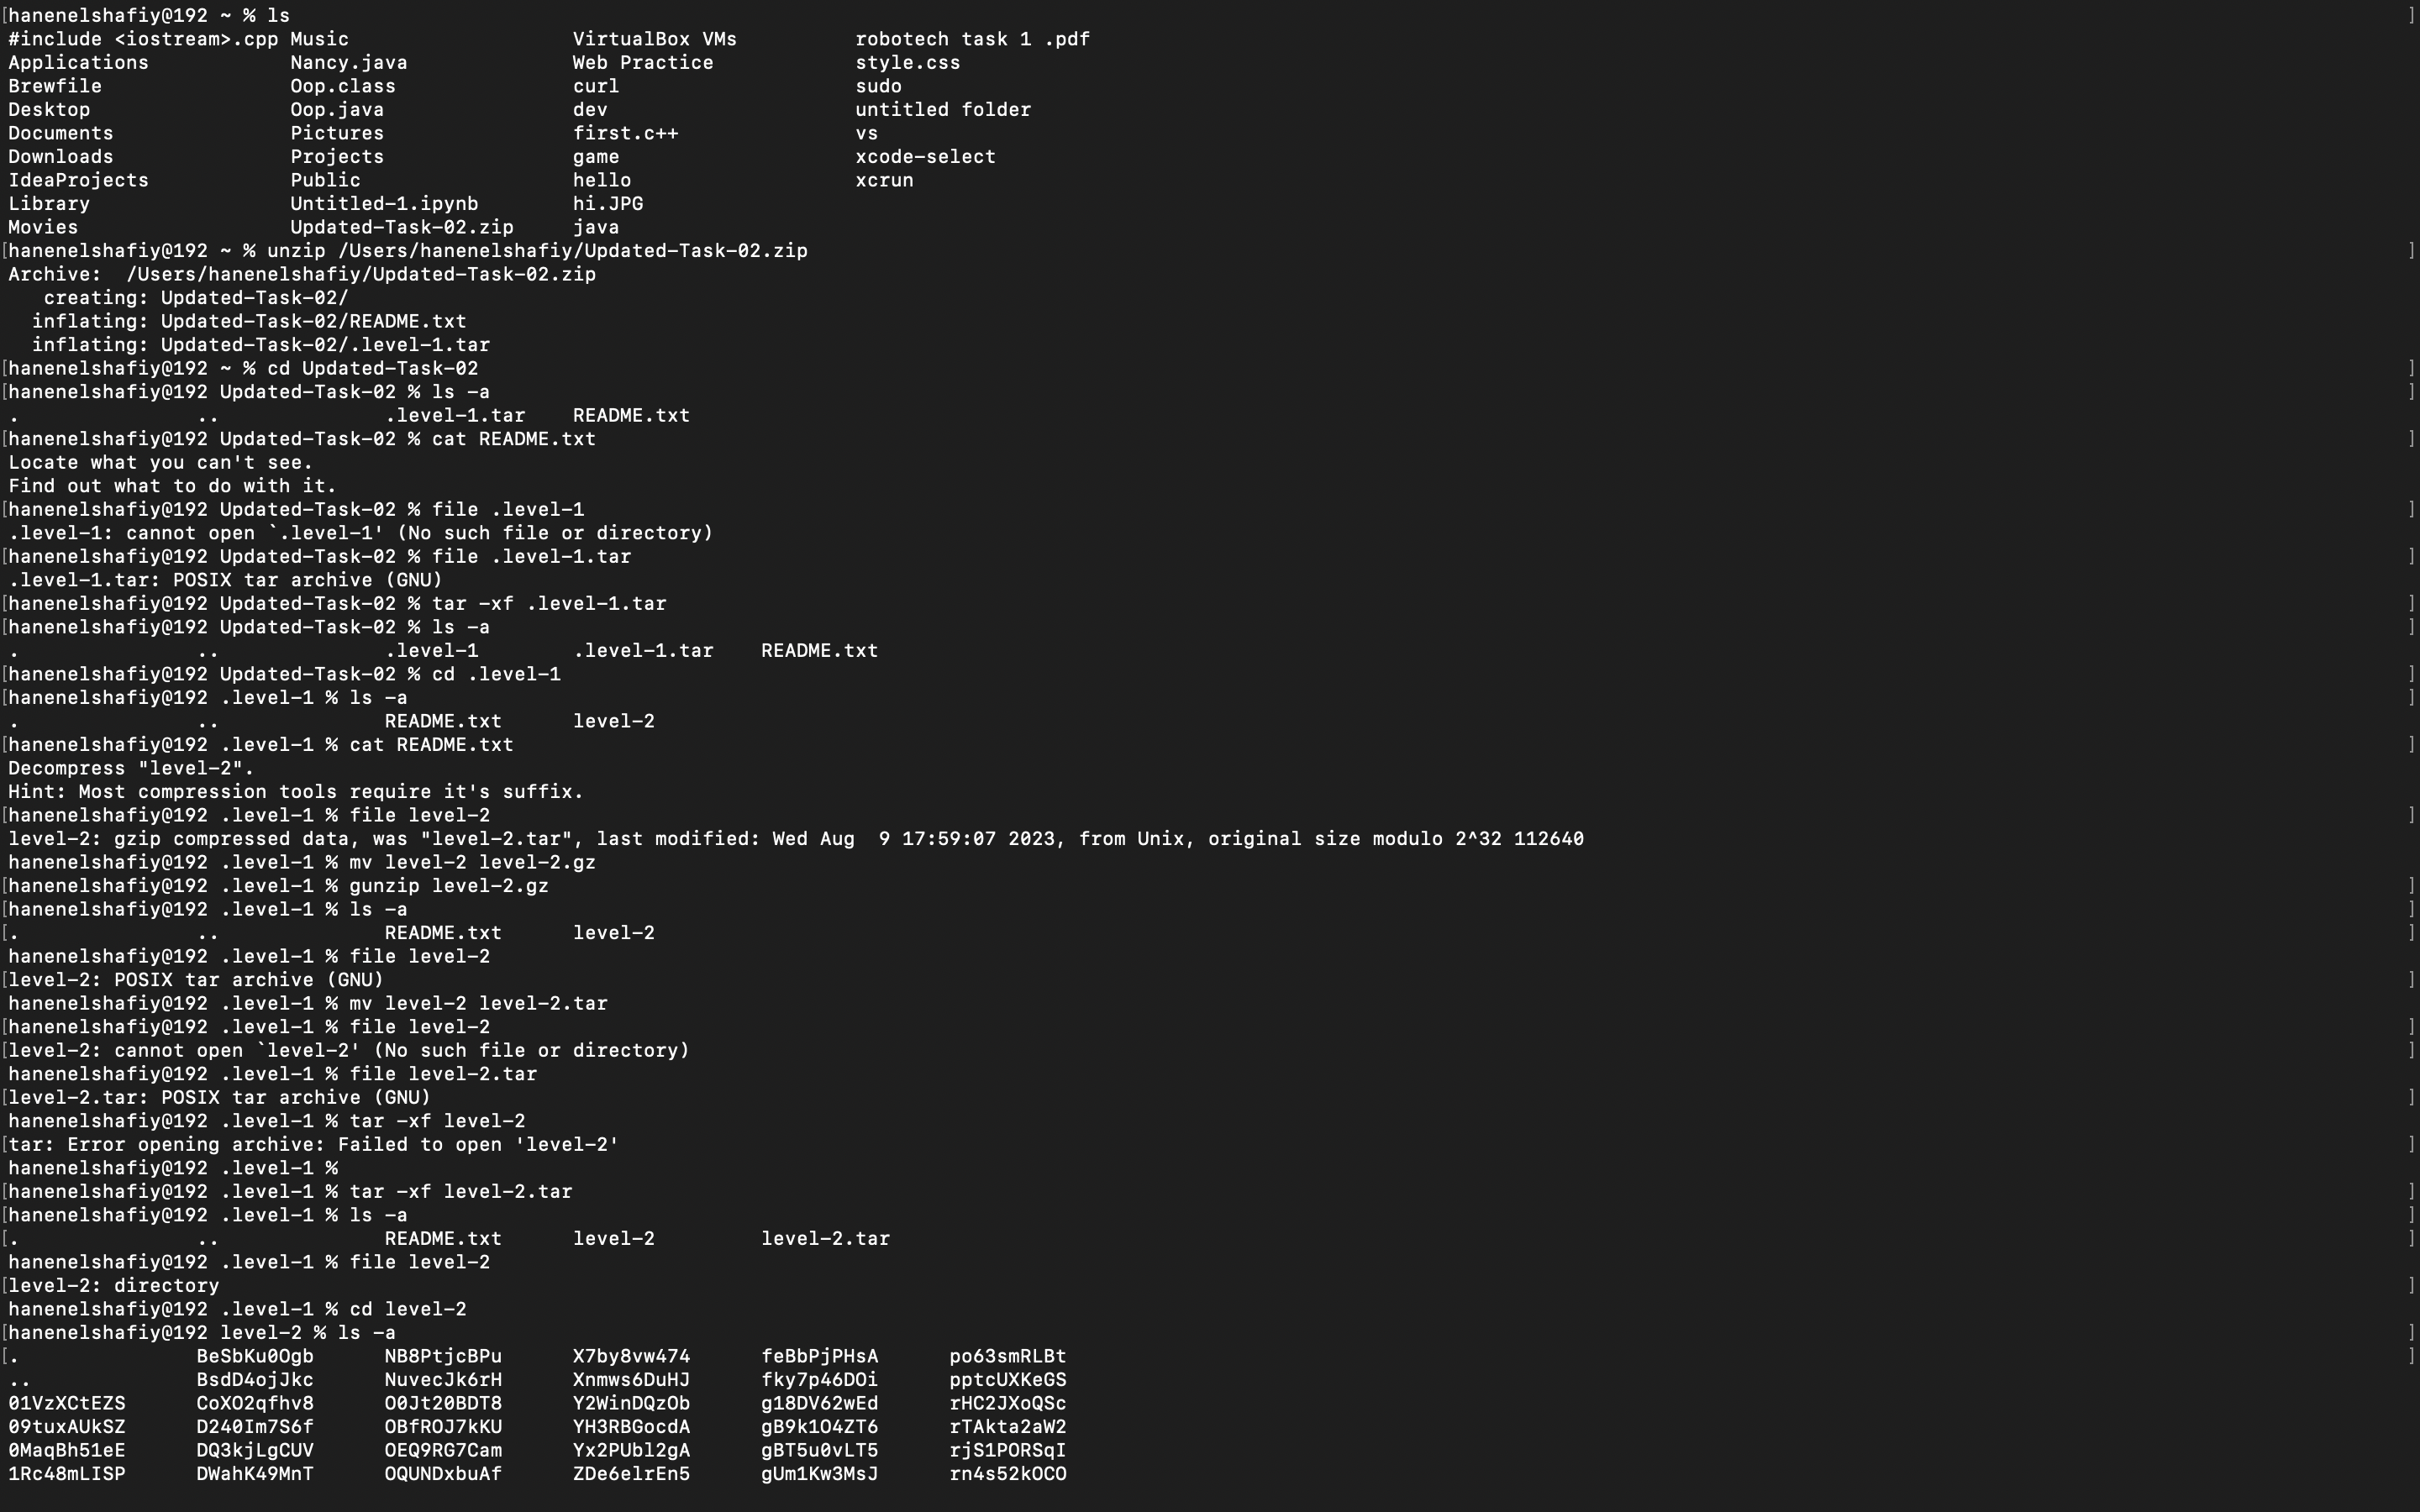 [hanenelshafiy@192 ~ % ls ]
#include <iostream>.cpp Music VirtualBox VMs robotech task 1 .pdf
Applications Nancy.java Web Practice style.css
Brewfile Oop.class curl sudo
Desktop Oop.java dev untitled folder
Documents Pictures first.c++ vs
Downloads Projects game xcode-select
IdeaProjects Public hello xcrun
Library Untitled-1.ipynb hi.JPG
Movies Updated-Task-02.zip java
[hanenelshafiy@192 ~ % unzip /Users/hanenelshafiy/Updated-Task-02.zip ]
Archive:  /Users/hanenelshafiy/Updated-Task-02.zip
creating: Updated-Task-02/
inflating: Updated-Task-02/README.txt
inflating: Updated-Task-02/.level-1.tar
[hanenelshafiy@192 ~ % cd Updated-Task-02 ]
[hanenelshafiy@192 Updated-Task-02 % ls -a ]
. .. .level-1.tar README.txt
[hanenelshafiy@192 Updated-Task-02 % cat README.txt ]
Locate what you can't see.
Find out what to do with it.
[hanenelshafiy@192 Updated-Task-02 % file .level-1 ]
.level-1: cannot open `.level-1' (No such file or directory)
[hanenelshafiy@192 Updated-Task-02 % file .level-1.tar ]
.level-1.tar: POSIX tar archive (GNU)
[hanenelshafiy@192 Updated-Task-02 % tar -xf .level-1.tar ]
[hanenelshafiy@192 Updated-Task-02 % ls -a ]
. .. .level-1 .level-1.tar README.txt
[hanenelshafiy@192 Updated-Task-02 % cd .level-1 ]
[hanenelshafiy@192 .level-1 % ls -a ]
. .. README.txt level-2
[hanenelshafiy@192 .level-1 % cat README.txt ]
Decompress "level-2".
Hint: Most compression tools require it's suffix.
[hanenelshafiy@192 .level-1 % file level-2 ]
level-2: gzip compressed data, was "level-2.tar", last modified: Wed Aug  9 17:59:07 2023, from Unix, original size modulo 2^32 112640
hanenelshafiy@192 .level-1 % mv level-2 level-2.gz
[hanenelshafiy@192 .level-1 % gunzip level-2.gz ]
[hanenelshafiy@192 .level-1 % ls -a ]
[. .. README.txt level-2 ]
hanenelshafiy@192 .level-1 % file level-2
[level-2: POSIX tar archive (GNU) ]
hanenelshafiy@192 .level-1 % mv level-2 level-2.tar
[hanenelshafiy@192 .level-1 % file level-2 ]
[level-2: cannot open `level-2' (No such file or directory) ]
hanenelshafiy@192 .level-1 % file level-2.tar
[level-2.tar: POSIX tar archive (GNU) ]
hanenelshafiy@192 .level-1 % tar -xf level-2
[tar: Error opening archive: Failed to open 'level-2' ]
hanenelshafiy@192 .level-1 %
[hanenelshafiy@192 .level-1 % tar -xf level-2.tar ]
[hanenelshafiy@192 .level-1 % ls -a ]
[. .. README.txt level-2 level-2.tar ]
hanenelshafiy@192 .level-1 % file level-2
[level-2: directory ]
hanenelshafiy@192 .level-1 % cd level-2
[hanenelshafiy@192 level-2 % ls -a ]
[. BeSbKu0Ogb NB8PtjcBPu X7by8vw474 feBbPjPHsA po63smRLBt ]
.. BsdD4ojJkc NuvecJk6rH Xnmws6DuHJ fky7p46DOi pptcUXKeGS
01VzXCtEZS CoXO2qfhv8 O0Jt20BDT8 Y2WinDQzOb g18DV62wEd rHC2JXoQSc
09tuxAUkSZ D240Im7S6f OBfROJ7kKU YH3RBGocdA gB9k1O4ZT6 rTAkta2aW2
0MaqBh51eE DQ3kjLgCUV OEQ9RG7Cam Yx2PUbl2gA gBT5u0vLT5 rjS1PORSqI
1Rc48mLISP DWahK49MnT OQUNDxbuAf ZDe6elrEn5 gUm1Kw3MsJ rn4s52kOCO